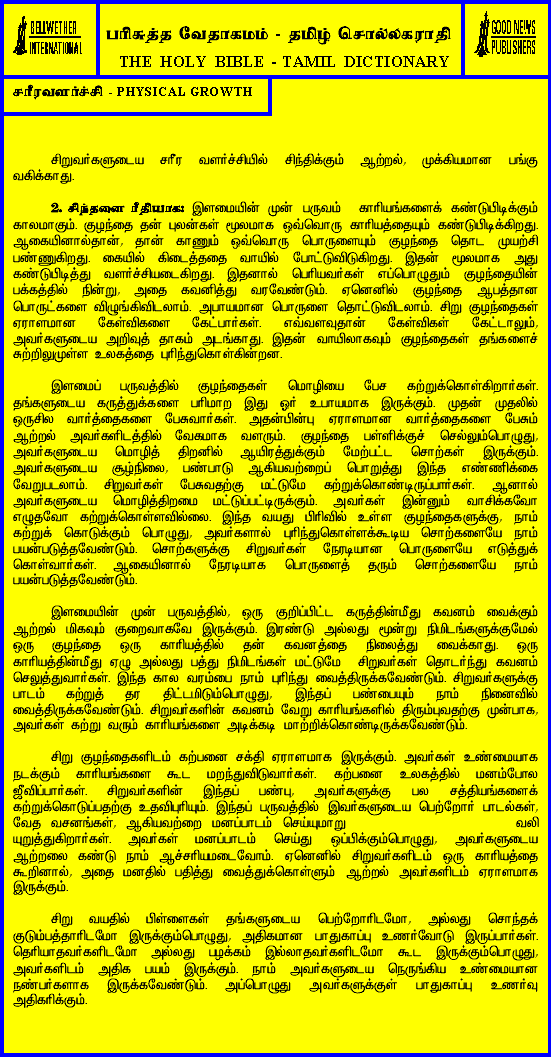 BELLWETHER
INTERNATIONAL
பரிசுத்த வேதாகமம் - தமிழ் சொல்லகராதி
THE HOLY BIBLE - TAMIL DICTIONARY
GOOD NEWS
PUBLISHERS
சரீரவளர்ச்சி - PHYSICAL GROWTH
சிறுவர்களுடைய சரீர வளர்ச்சியில் சிந்திக்கும் ஆற்றல், முக்கியமான பங்கு
வகிக்காது.
2. சிந்தனை ரீதியாக: இளமையின் முன் பருவம் காரியங்களைக் கண்டுபிடிக்கும்
காலமாகும். குழந்தை தன் புலன்கள் மூலமாக ஒவ்வொரு காரியத்தையும் கண்டுபிடிக்கிறது.
ஆகையினால்தான், தான் காணும் ஒவ்வொரு பொருளையும் குழந்தை தொட முயற்சி
பண்ணுகிறது. கையில் கிடைத்ததை வாயில் போட்டுவிடுகிறது. இதன் மூலமாக அது
கண்டுபிடித்து வளர்ச்சியடைகிறது. இதனால் பெரியவர்கள் எப்பொழுதும் குழந்தையின்
பக்கத்தில் நின்று, அதை கவனித்து வரவேண்டும். ஏனெனில் குழந்தை ஆபத்தான
பொருட்களை விழுங்கிவிடலாம். அபாயமான பொருளை தொட்டுவிடலாம். சிறு குழந்தைகள்
ஏராளமான கேள்விகளை கேட்பார்கள். எவ்வளவுதான் கேள்விகள் கேட்டாலும்,
அவர்களுடைய அறிவுத் தாகம் அடங்காது. இதன் வாயிலாகவும் குழந்தைகள் தங்களைச்
சுற்றிலுமுள்ள உலகத்தை புரிந்துகொள்கின்றன.
இளமைப் பருவத்தில் குழந்தைகள் மொழியை பேச கற்றுக்கொள்கிறார்கள்.
தங்களுடைய கருத்துக்களை பரிமாற இது ஓர் உபாயமாக இருக்கும். முதன் முதலில்
ஒருசில வார்த்தைகளை பேசுவார்கள். அதன்பின்பு ஏராளமான வார்த்தைகளை பேசும்
ஆற்றல் அவர்களிடத்தில் வேகமாக வளரும். குழந்தை பள்ளிக்குச் செல்லும்பொழுது,
அவர்களுடைய மொழித் திறனில் ஆயிரத்துக்கும் மேற்பட்ட சொற்கள் இருக்கும்.
அவர்களுடைய சூழ்நிலை, பண்பாடு ஆகியவற்றைப் பொறுத்து இந்த எண்ணிக்கை
வேறுபடலாம். சிறுவர்கள் பேசுவதற்கு மட்டுமே கற்றுக்கொண்டிருப்பார்கள். ஆனால்
அவர்களுடைய மொழித்திறமை மட்டுப்பட்டிருக்கும். அவர்கள் இன்னும் வாசிக்கவோ
எழுதவோ கற்றுக்கொள்ளவில்லை. இந்த வயது பிரிவில் உள்ள குழந்தைகளுக்கு, நாம்
கற்றுக் கொடுக்கும் பொழுது, அவர்களால் புரிந்துகொள்ளக்கூடிய சொற்களையே நாம்
பயன்படுத்தவேண்டும். சொற்களுக்கு சிறுவர்கள் நேரடியான பொருளையே எடுத்துக்
கொள்வார்கள். ஆகையினால் நேரடியாக பொருளைத் தரும் சொற்களையே நாம்
பயன்படுத்தவேண்டும்.
இளமையின் முன் பருவத்தில், ஒரு குறிப்பிட்ட கருத்தின்மீது கவனம் வைக்கும்
ஆற்றல் மிகவும் குறைவாகவே இருக்கும். இரண்டு அல்லது மூன்று நிமிடங்களுக்குமேல்
ஒரு குழந்தை ஒரு காரியத்தில் தன் கவனத்தை நிலைத்து வைக்காது. ஒரு
காரியத்தின்மீது ஏழு அல்லது பத்து நிமிடங்கள் மட்டுமே சிறுவர்கள் தொடர்ந்து கவனம்
செலுத்துவார்கள். இந்த கால வரம்பை நாம் புரிந்து வைத்திருக்கவேண்டும். சிறுவர்களுக்கு
பாடம் கற்றுத் தர திட்டமிடும்பொழுது, இந்தப் பண்பையும் நாம் நினைவில்
வைத்திருக்கவேண்டும். சிறுவர்களின் கவனம் வேறு காரியங்களில் திரும்புவதற்கு முன்பாக,
அவர்கள் கற்று வரும் காரியங்களை அடிக்கடி மாற்றிக்கொண்டிருக்கவேண்டும்.
சிறு குழந்தைகளிடம் கற்பனை சக்தி ஏராளமாக இருக்கும். அவர்கள் உண்மையாக
நடக்கும் காரியங்களை கூட மறந்துவிடுவார்கள். கற்பனை உலகத்தில் மனம்போல
ஜீவிப்பார்கள். சிறுவர்களின் இந்தப் பண்பு, அவர்களுக்கு பல சத்தியங்களைக்
கற்றுக்கொடுப்பதற்கு உதவிபுரியும். இந்தப் பருவத்தில் இவர்களுடைய பெற்றோர் பாடல்கள்,
வேத வசனங்கள், ஆகியவற்றை மனப்பாடம் செய்யுமாறு வலி
யுறுத்துகிறார்கள். அவர்கள் மனப்பாடம் செய்து ஒப்பிக்கும்பொழுது, அவர்களுடைய
ஆற்றலை கண்டு நாம் ஆச்சரியமடைவோம். ஏனெனில் சிறுவர்களிடம் ஒரு காரியத்தை
கூறினால், அதை மனதில் பதித்து வைத்துக்கொள்ளும் ஆற்றல் அவர்களிடம் ஏராளமாக
இருக்கும்.
சிறு வயதில் பிள்ளைகள் தங்களுடைய பெற்றோரிடமோ, அல்லது சொந்தக்
குடும்பத்தாரிடமோ இருக்கும்பொழுது, அதிகமான பாதுகாப்பு உணர்வோடு இருப்பார்கள்.
தெரியாதவர்களிடமோ அல்லது பழக்கம் இல்லாதவர்களிடமோ கூட இருக்கும்பொழுது,
அவர்களிடம் அதிக பயம் இருக்கும். நாம் அவர்களுடைய நெருங்கிய உண்மையான
நண்பர்களாக இருக்கவேண்டும். அப்பொழுது அவர்களுக்குள் பாதுகாப்பு உணர்வு
அதிகரிக்கும்.